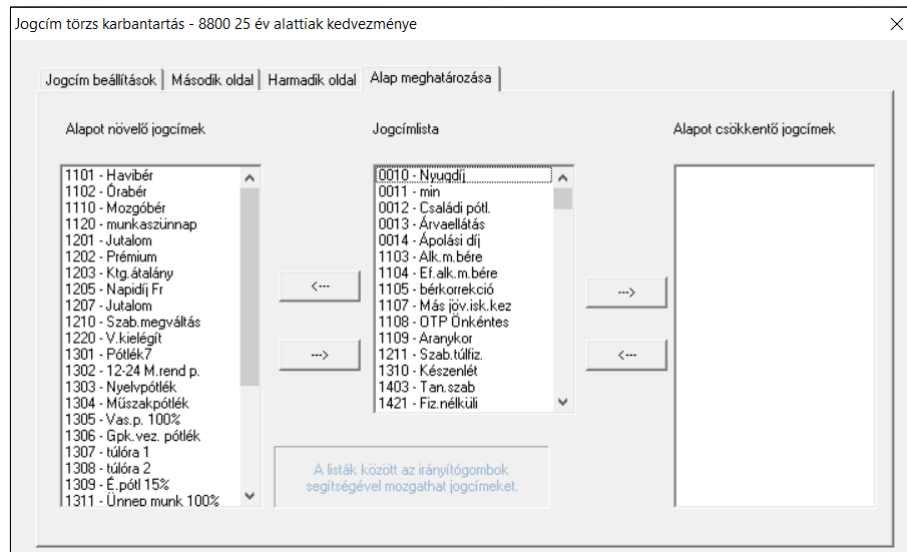 Jogcím törzs karbantartás - 8800 25 év alattiak kedvezménye
Jogcím beállítások
Második oldal
Harmadik oldal
Alap meghatározása
Alapot növelő jogcímek
1101 - Havibér
1102 - Órabér
1110 - Mozgóbér
1120 - munkaszünnap
1201 - Jutalom
1202 - Prémium
1203 - Ktg.átalány
1205 - Napidíj Fr
1207 - Jutalom
1210 - Szab.megváltás
1220 - V.kielégít
1301 - Pótlék7
1302 - 12-24 M.rend p.
1303 - Nyelvpótlék
1304 - Műszakpótlék
1305 - Vas.p. 100%
1306 - Gpk.vez. pótlék
1307 - túlóra 1
1308 - túlóra 2
1309 - É.pótl 15%
1311 - Ünnep munk 100%
<---
--->
Jogcímlista
0010 - Nyugdíj
0011 - min
0012 - Családi pótl.
0013 - Árvaellátás
0014 - Ápolási díj
1103 - Alk.m.bére
1104 - Ef.alk.m.bére
1105 - bérkorrekció
1107 - Más jöv.isk.kez
1108 - OTP Önkéntes
1109 - Aranykor
1211 - Szab.túlfiz.
1310 - Készenlét
1403 - Tan.szab
1421 - Fiz.nélküli
--->
<---
Alapot csökkentő jogcímek
A listák között az irányítógombok
segítségével mozgathat jogcímeket.